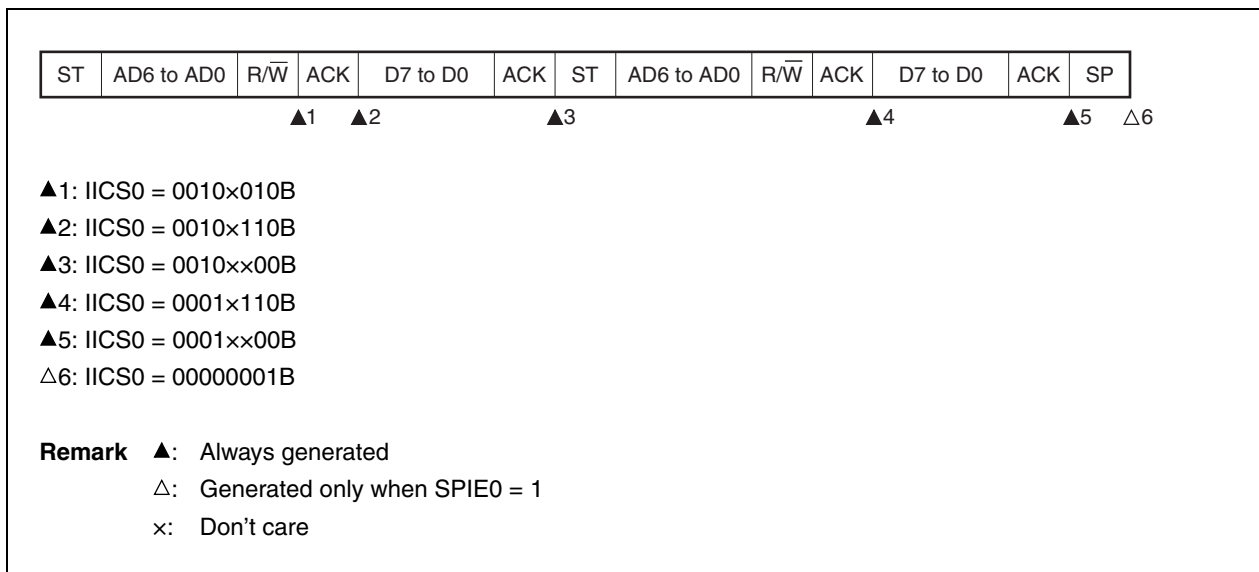 ST AD6 to AD0 R/W̅ ACK D7 to D0 ACK ST AD6 to AD0 R/W̅ ACK D7 to D0 ACK SP
▲1 ▲2 ▲3 ▲4 ▲5 △6
▲1: IICS0 = 0010×010B
▲2: IICS0 = 0010×110B
▲3: IICS0 = 0010××00B
▲4: IICS0 = 0001×110B
▲5: IICS0 = 0001××00B
△6: IICS0 = 00000001B
Remark ▲: Always generated
△: Generated only when SPIE0 = 1
×: Don't care